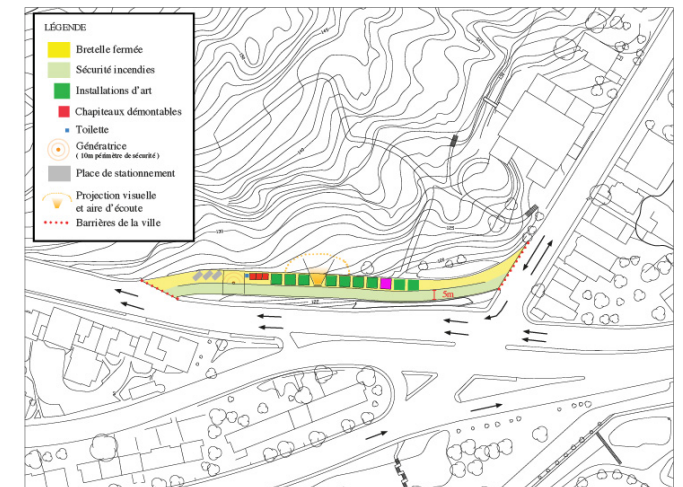 LÉGENDE
Bretelle fermée
Sécurité incendies
Installations d'art
Chapiteaux démontables
Toilette
Génératrice
( 10m périmètre de sécurité )
Place de stationnement
Projection visuelle
et aire d'écoute
Barrières de la ville
5m